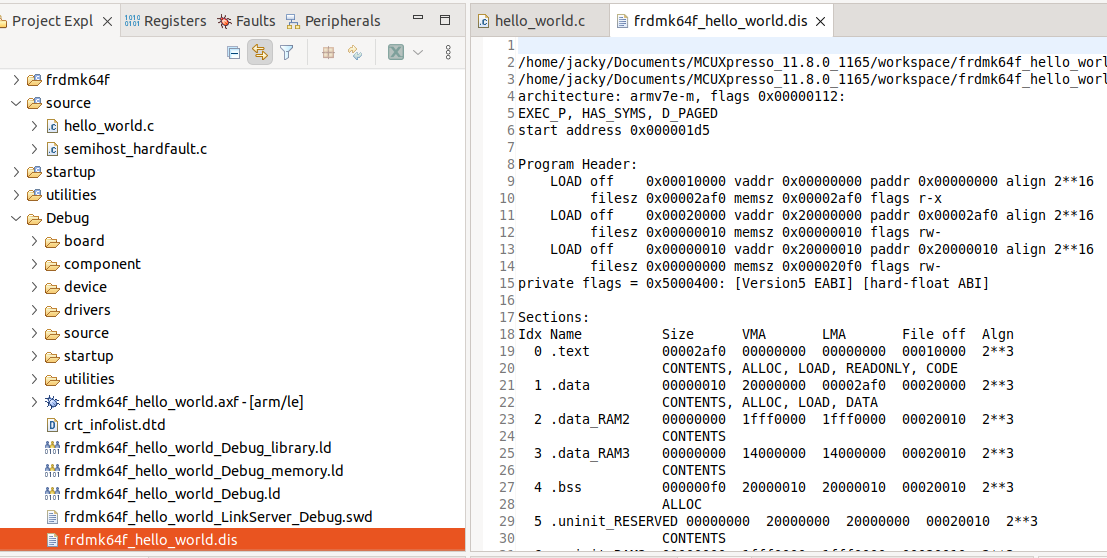 Project Expl
Registers
Faults
Peripherals
frdmk64f
source
hello_world.c
semihost_hardfault.c
startup
utilities
Debug
board
component
device
drivers
source
startup
utilities
frdmk64f_hello_world.axf - [arm/le]
crt_infolist.dtd
frdmk64f_hello_world_Debug_library.ld
frdmk64f_hello_world_Debug_memory.ld
frdmk64f_hello_world_Debug.ld
frdmk64f_hello_world_LinkServer_Debug.swd
frdmk64f_hello_world.dis
hello_world.c
frdmk64f_hello_world.dis
1
2 /home/jacky/Documents/MCUXpresso_11.8.0_1165/workspace/frdmk64f_hello_worl
3 /home/jacky/Documents/MCUXpresso_11.8.0_1165/workspace/frdmk64f_hello_worl
4 architecture: armv7e-m, flags 0x00000112:
5 EXEC_P, HAS_SYMS, D_PAGED
6 start address 0x000001d5
7
8 Program Header:
9 LOAD off 0x00010000 vaddr 0x00000000 paddr 0x00000000 align 2**16
10 filesz 0x00002af0 memsz 0x00002af0 flags r-x
11 LOAD off 0x00020000 vaddr 0x20000000 paddr 0x00002af0 align 2**16
12 filesz 0x00000010 memsz 0x00000010 flags rw-
13 LOAD off 0x00000010 vaddr 0x20000010 paddr 0x20000010 align 2**16
14 filesz 0x00000000 memsz 0x000020f0 flags rw-
15 private flags = 0x5000400: [Version5 EABI] [hard-float ABI]
16
17 Sections:
18 Idx Name Size VMA LMA File off Algn
19 0 .text 00002af0 00000000 00000000 00010000 2**3
20 CONTENTS, ALLOC, LOAD, READONLY, CODE
21 1 .data 00000010 20000000 00002af0 00020000 2**3
22 CONTENTS, ALLOC, LOAD, DATA
23 2 .data_RAM2 00000000 1fff0000 1fff0000 00020010 2**3
24 CONTENTS
25 3 .data_RAM3 00000000 14000000 14000000 00020010 2**3
26 CONTENTS
27 4 .bss 000000f0 20000010 20000010 00020010 2**3
28 ALLOC
29 5 .uninit_RESERVED 00000000 20000000 20000000 00020010 2**3
30 CONTENTS